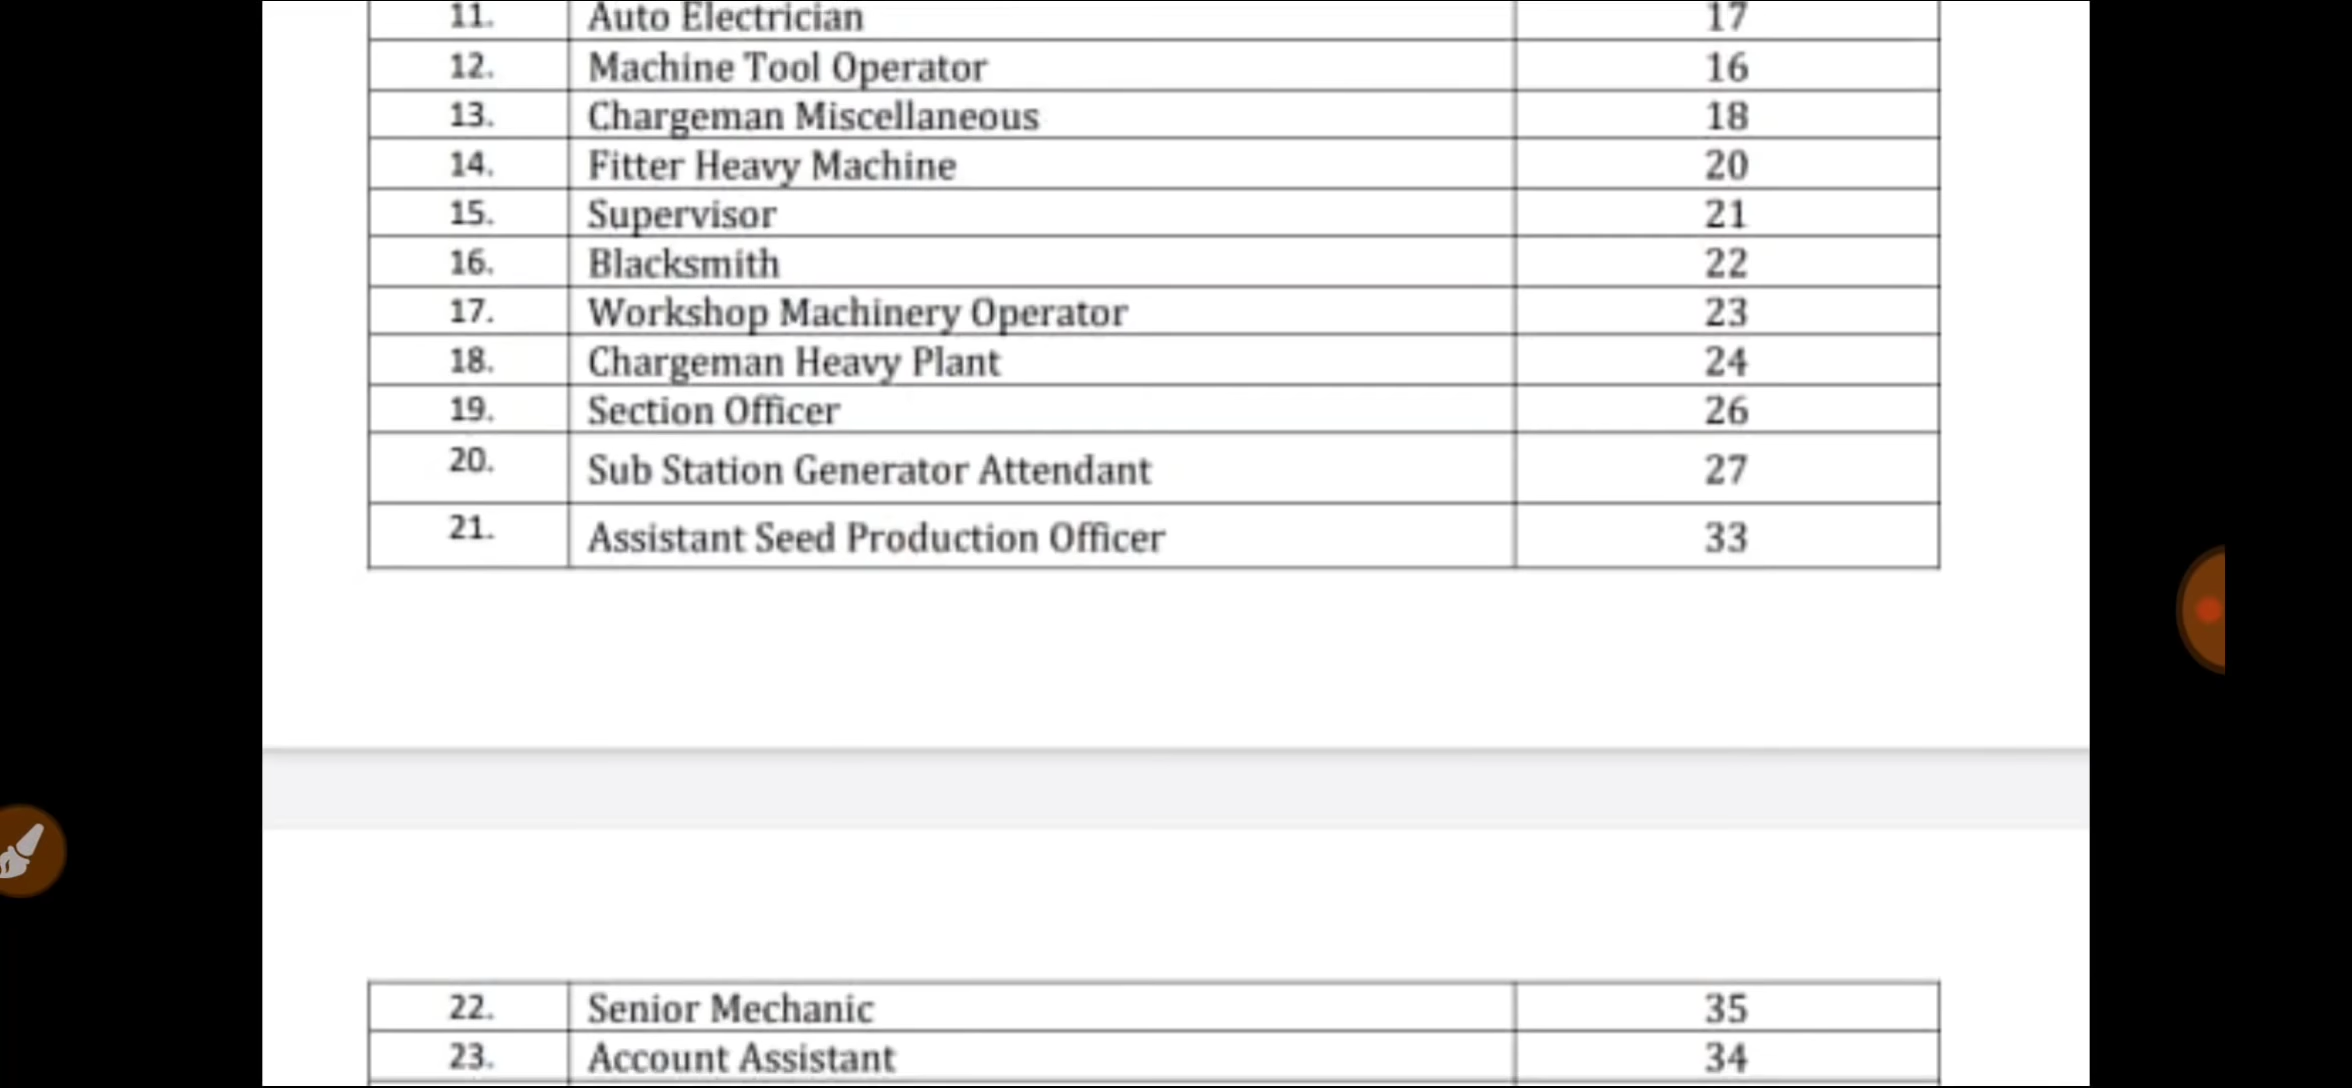 11. Auto Electrician 17
12. Machine Tool Operator 16
13. Chargeman Miscellaneous 18
14. Fitter Heavy Machine 20
15. Supervisor 21
16. Blacksmith 22
17. Workshop Machinery Operator 23
18. Chargeman Heavy Plant 24
19. Section Officer 26
20. Sub Station Generator Attendant 27
21. Assistant Seed Production Officer 33
22. Senior Mechanic 35
23. Account Assistant 34